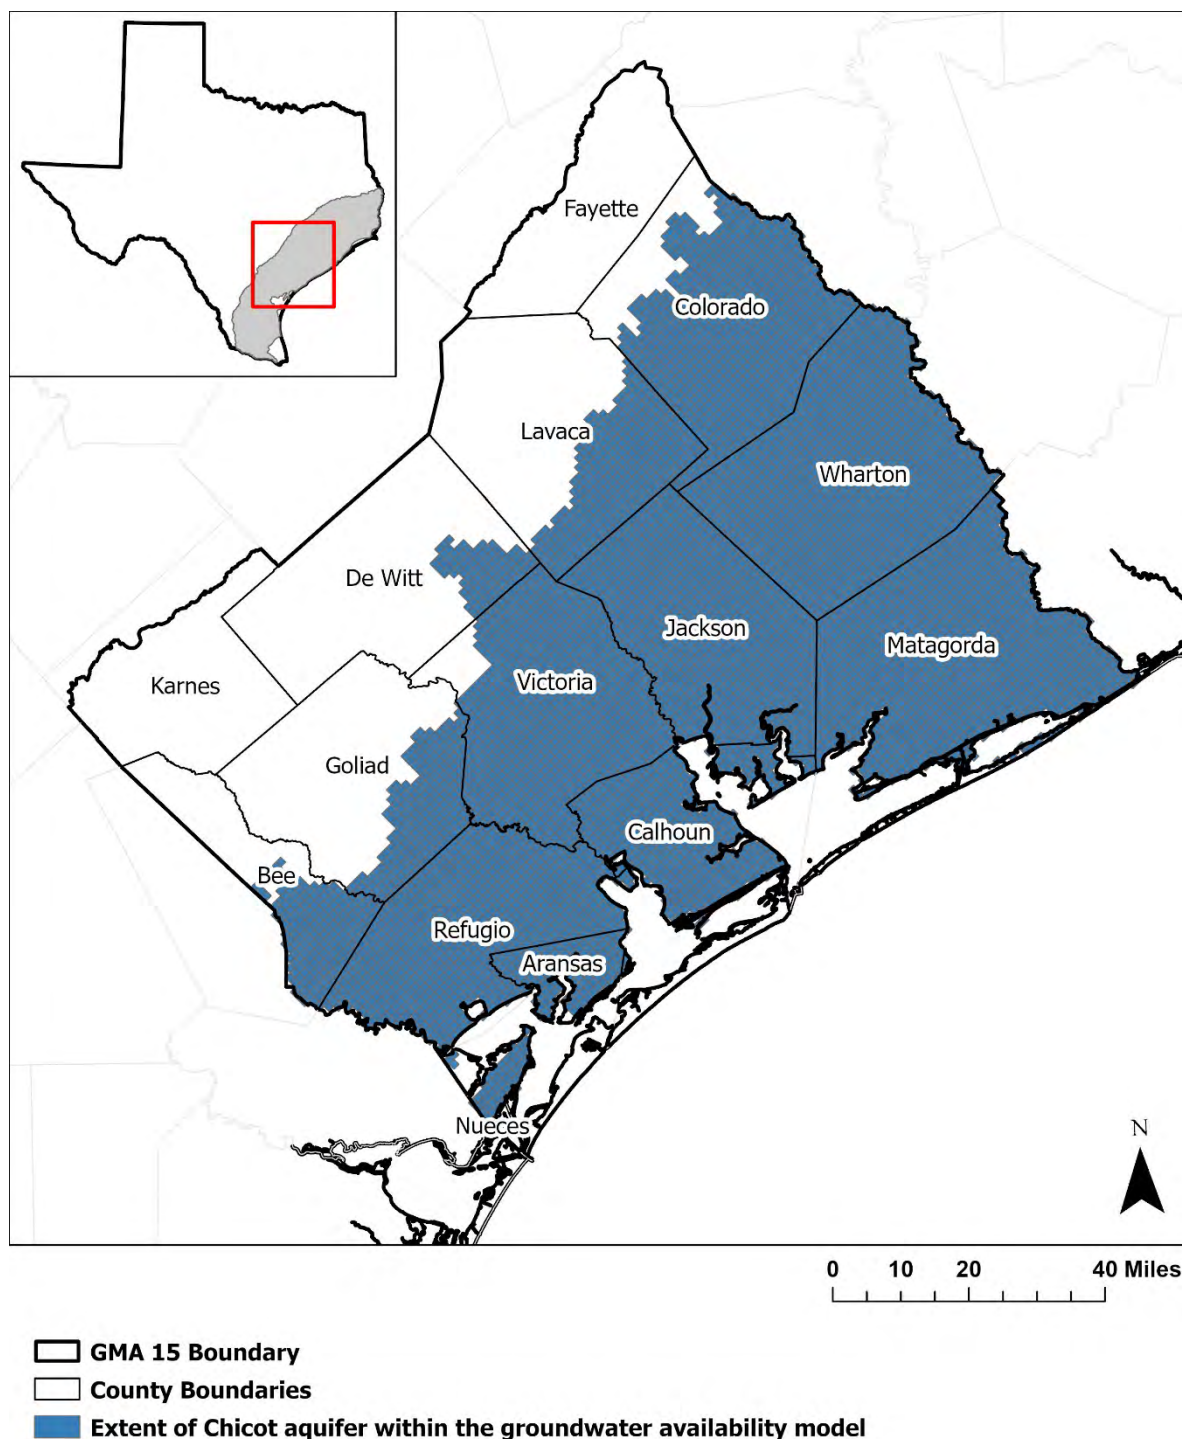 Fayette
Colorado
Lavaca
Wharton
De Witt
Jackson
Matagorda
Karnes
Victoria
Goliad
Calhoun
Bee
Refugio
Aransas
Nueces
N
0 10 20 40 Miles
GMA 15 Boundary
County Boundaries
Extent of Chicot aquifer within the groundwater availability model